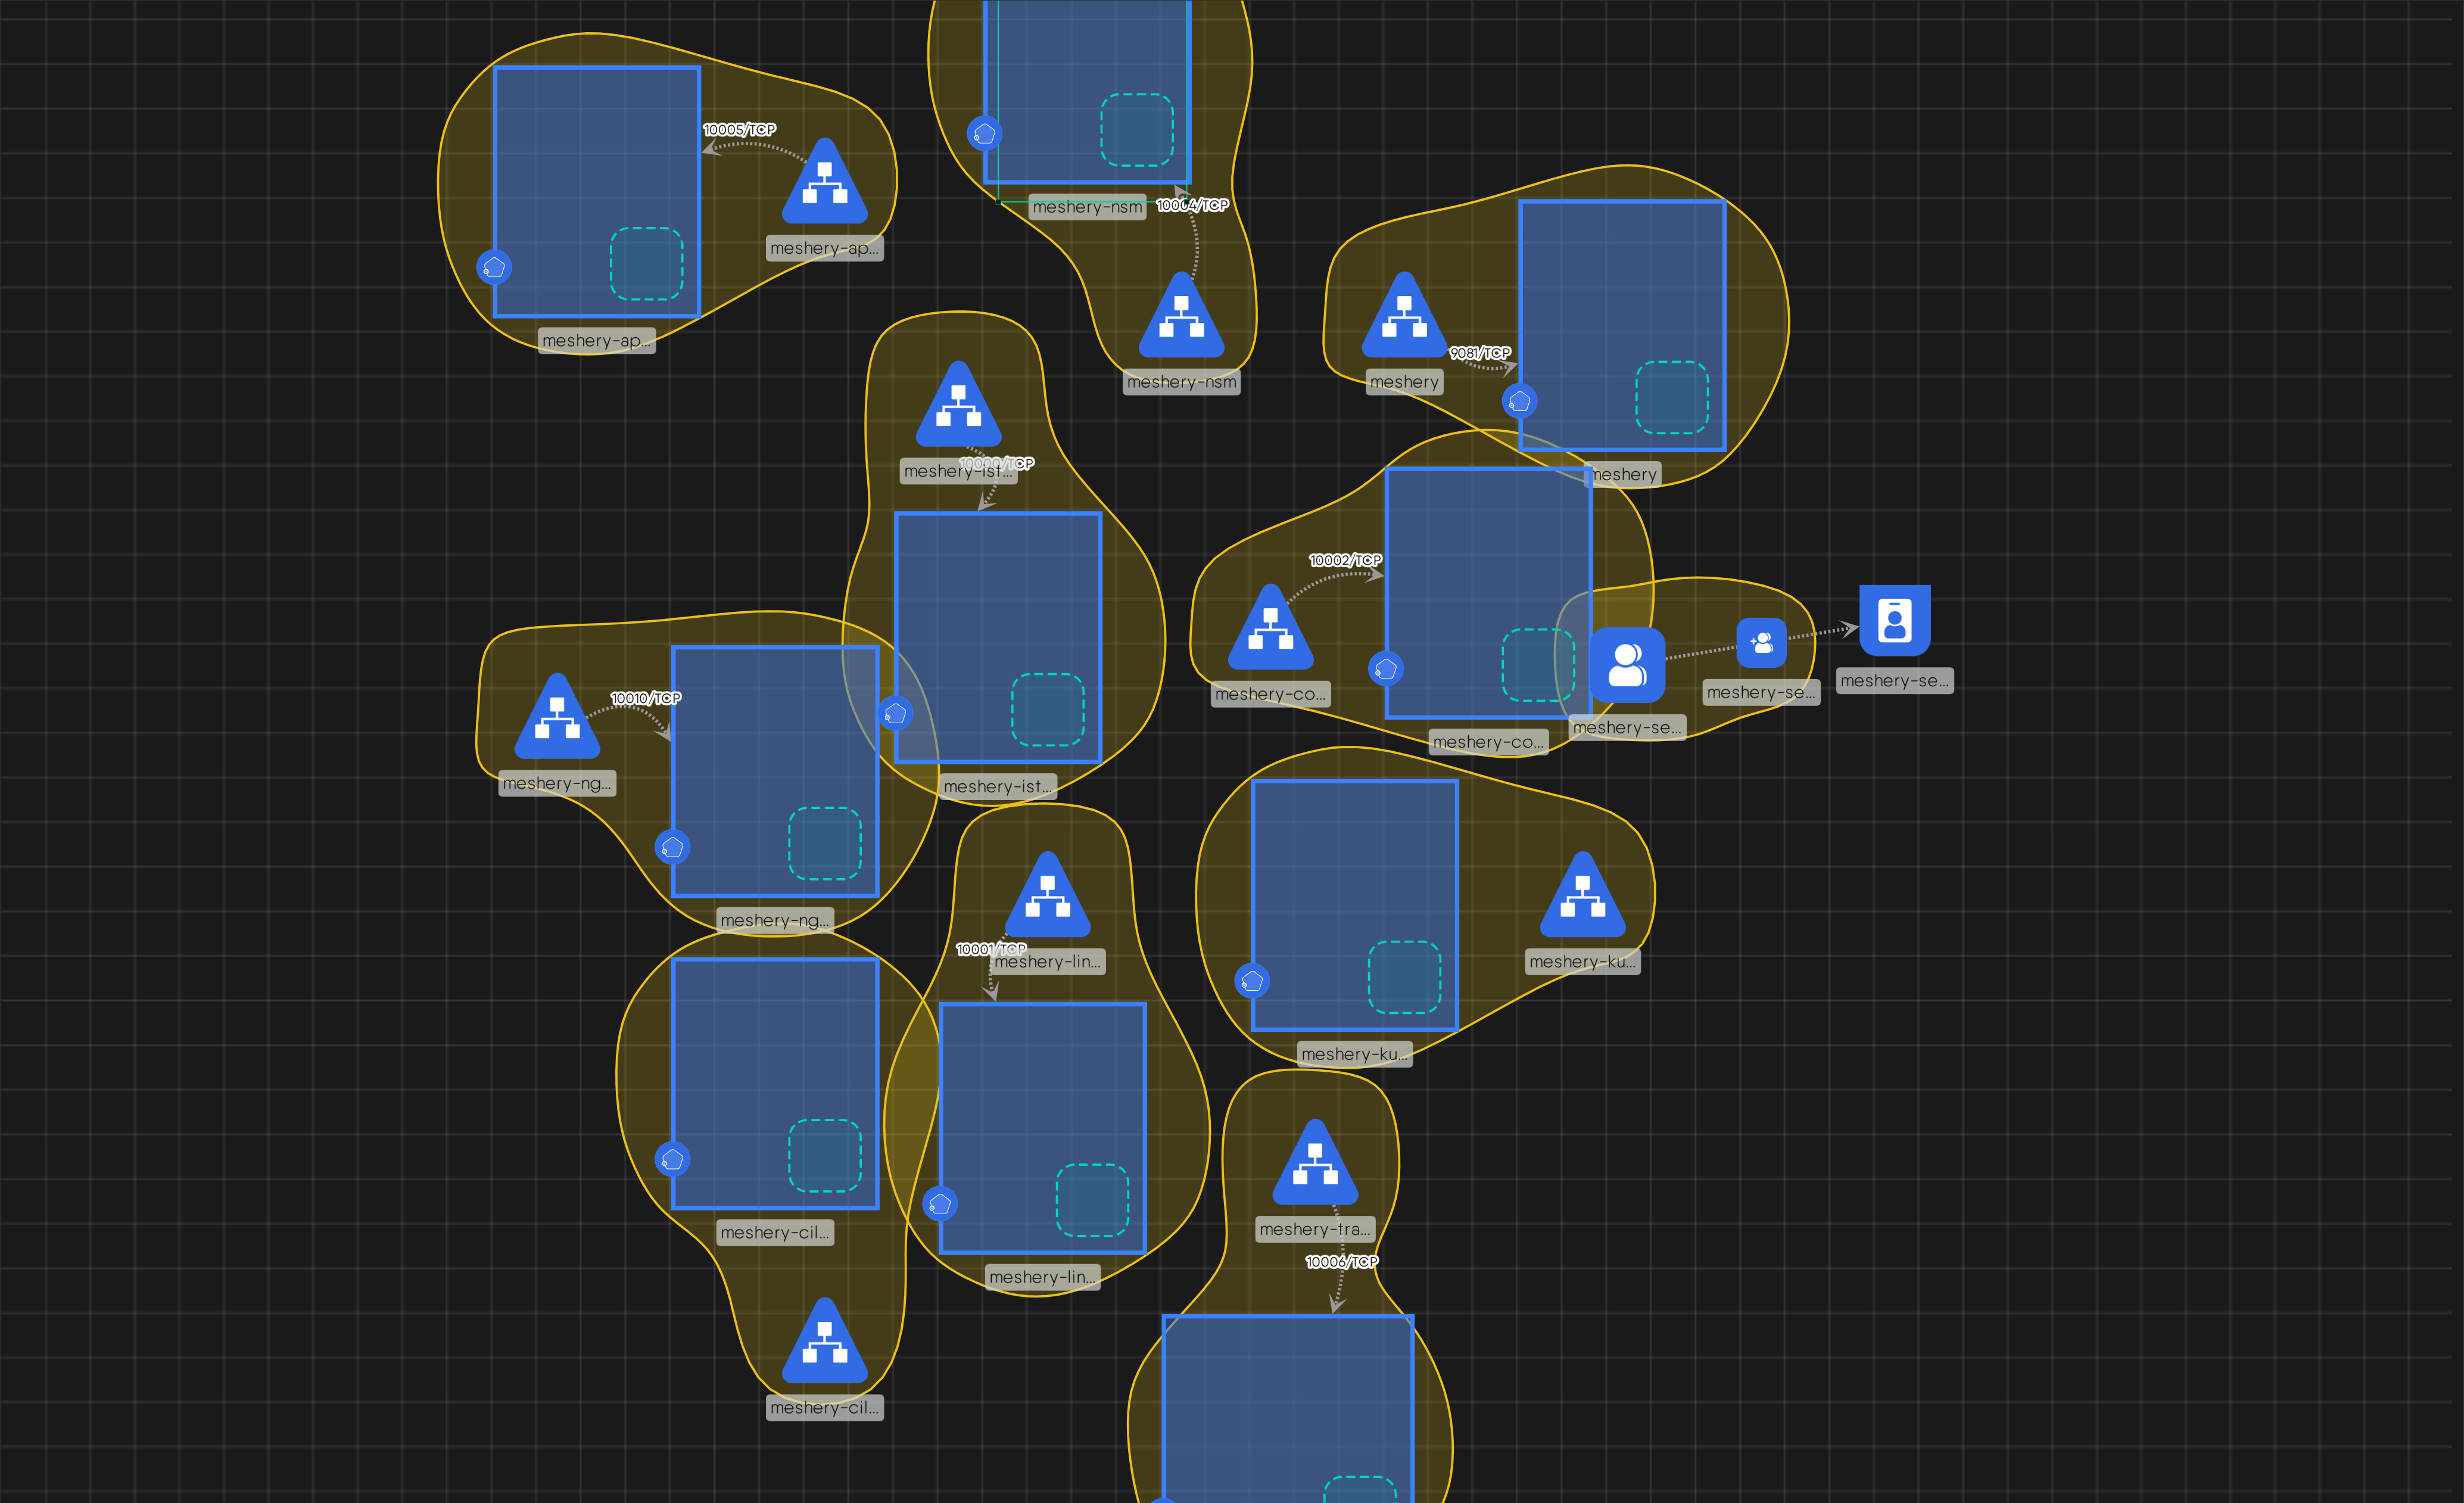 10005/TCP
meshery-ap...
meshery-ap...
meshery-nsm
10004/TCP
meshery-nsm
9081/TCP
meshery
meshery
meshery-ist...
meshery-ist...
10002/TCP
meshery-co...
meshery-co...
meshery-se...
meshery-se...
meshery-se...
10010/TCP
meshery-ng...
meshery-ng...
10001/TCP
meshery-lin...
meshery-lin...
meshery-ku...
meshery-ku...
meshery-cil...
meshery-cil...
meshery-tra...
10006/TCP